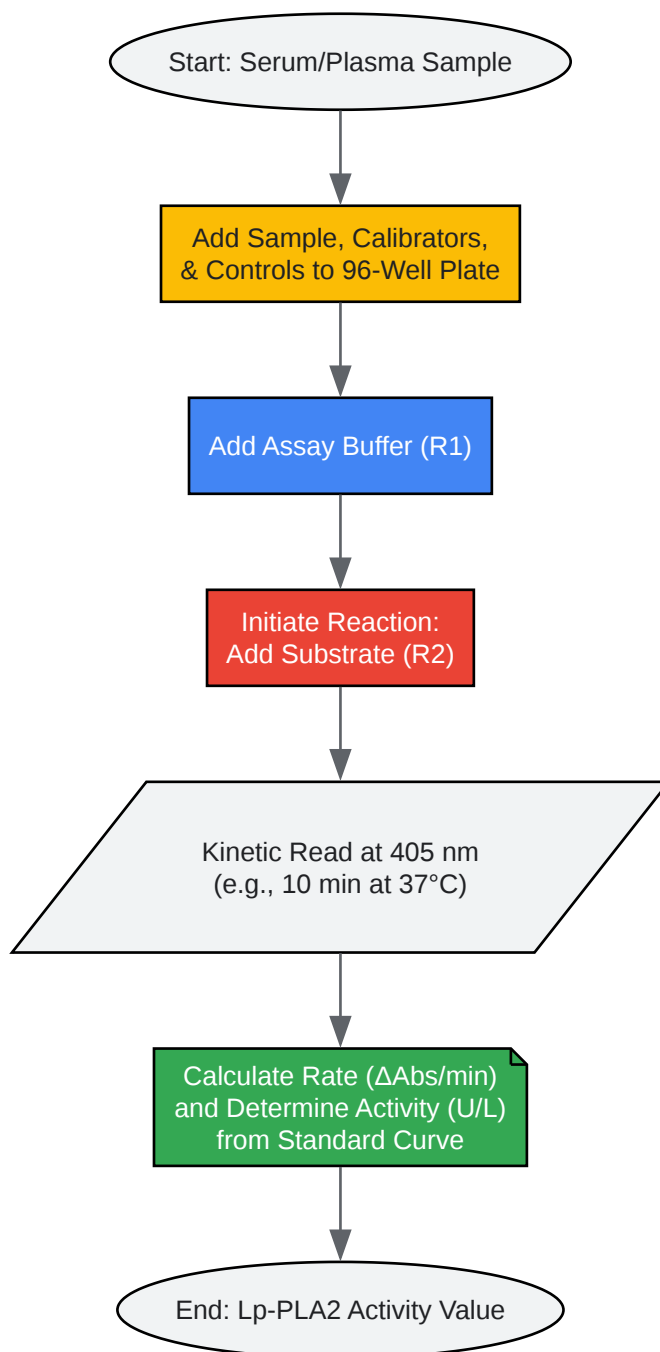 Start: Serum/Plasma Sample
Add Sample, Calibrators,
& Controls to 96-Well Plate
Add Assay Buffer (R1)
Initiate Reaction:
Add Substrate (R2)
Kinetic Read at 405 nm
(e.g., 10 min at 37°C)
Calculate Rate (ΔAbs/min)
and Determine Activity (U/L)
from Standard Curve
End: Lp-PLA2 Activity Value